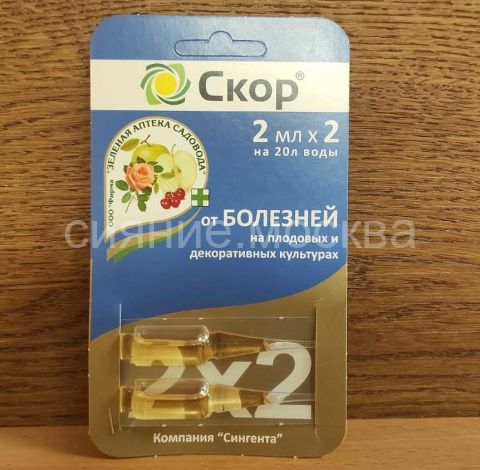 Скор®
2 мл х 2
на 20л воды
ООО "Фирма "ЗЕЛЕНАЯ АПТЕКА САДОВОДА"
от БОЛЕЗНЕЙ
на плодовых и
декоративных культурах
сияние.москва
2x2
Компания "Сингента"